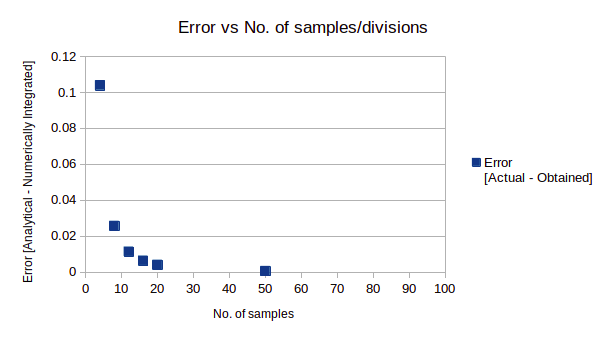 Error vs No. of samples/divisions
Error [Analytical - Numerically Integrated]
0.12
0.1
0.08
0.06
0.04
0.02
0
0 10 20 30 40 50 60 70 80 90 100
No. of samples
Error
[Actual - Obtained]